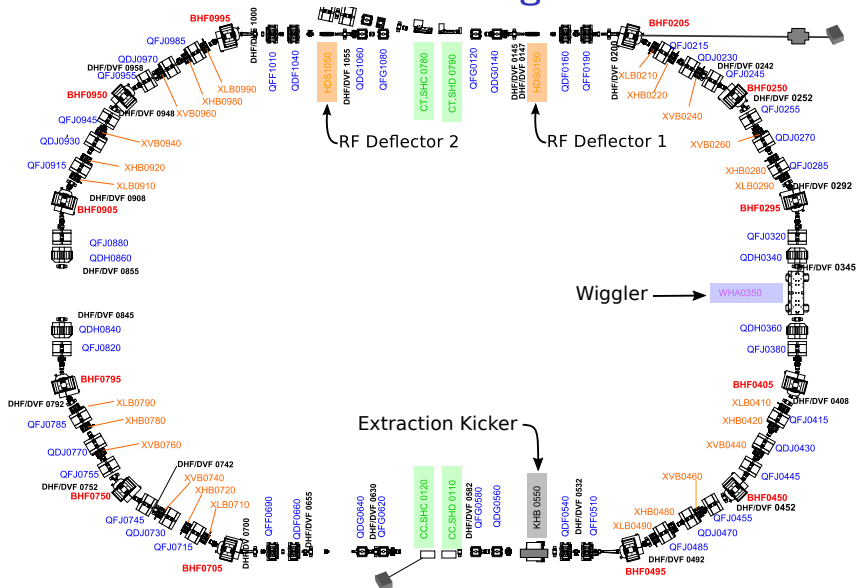 BHF0995
DHF/DVF 1000
QFF1010
QDF1040
HDS1050
DHF/DVF 1055
QDG1060
QFG1080
CT.SHC 0780
CT.SHD 0790
QFG0120
QDG0140
DHF/DVF 0145
DHF/DVF 0147
HDS0150
QDF0160
QFF0190
DHF/DVF 0200
BHF0205
QFJ0985
QDJ0970
DHF/DVF 0958
QFJ0955
BHF0950
XLB0990
XHB0980
XVB0960
DHF/DVF 0948
QFJ0945
QDJ0930
XVB0940
QFJ0915
XHB0920
XLB0910
DHF/DVF 0908
BHF0905
QFJ0880
QDH0860
DHF/DVF 0855
RF Deflector 2
RF Deflector 1
QFJ0215
QDJ0230
DHF/DVF 0242
QFJ0245
XLB0210
XHB0220
XVB0240
BHF0250
DHF/DVF 0252
QFJ0255
XVB0260
QDJ0270
QFJ0285
XHB0280
XLB0290
DHF/DVF 0292
BHF0295
QFJ0320
QDH0340
DHF/DVF 0345
Wiggler
WHA0350
QDH0360
QFJ0380
BHF0405
DHF/DVF 0408
XLB0410
XHB0420
QFJ0415
XVB0440
QDJ0430
QFJ0445
XVB0460
BHF0450
DHF/DVF 0452
XHB0480
QFJ0455
XLB0490
QDJ0470
QFJ0485
DHF/DVF 0492
BHF0495
DHF/DVF 0845
QDH0840
QFJ0820
BHF0795
DHF/DVF 0792
XLB0790
QFJ0785
XHB0780
XVB0760
QDJ0770
QFJ0755
DHF/DVF 0752
BHF0750
DHF/DVF 0742
XVB0740
XHB0720
XLB0710
QFJ0745
QDJ0730
QFJ0715
BHF0705
DHF/DVF 0700
QFF0690
QDF0660
DHF/DVF 0655
QDG0640
DHF/DVF 0630
QFG0620
CC.SHC 0120
CC.SHD 0110
DHF/DVF 0582
QFG0580
QDG0560
Extraction Kicker
KHB 0550
QDF0540
DHF/DVF 0532
QFF0510